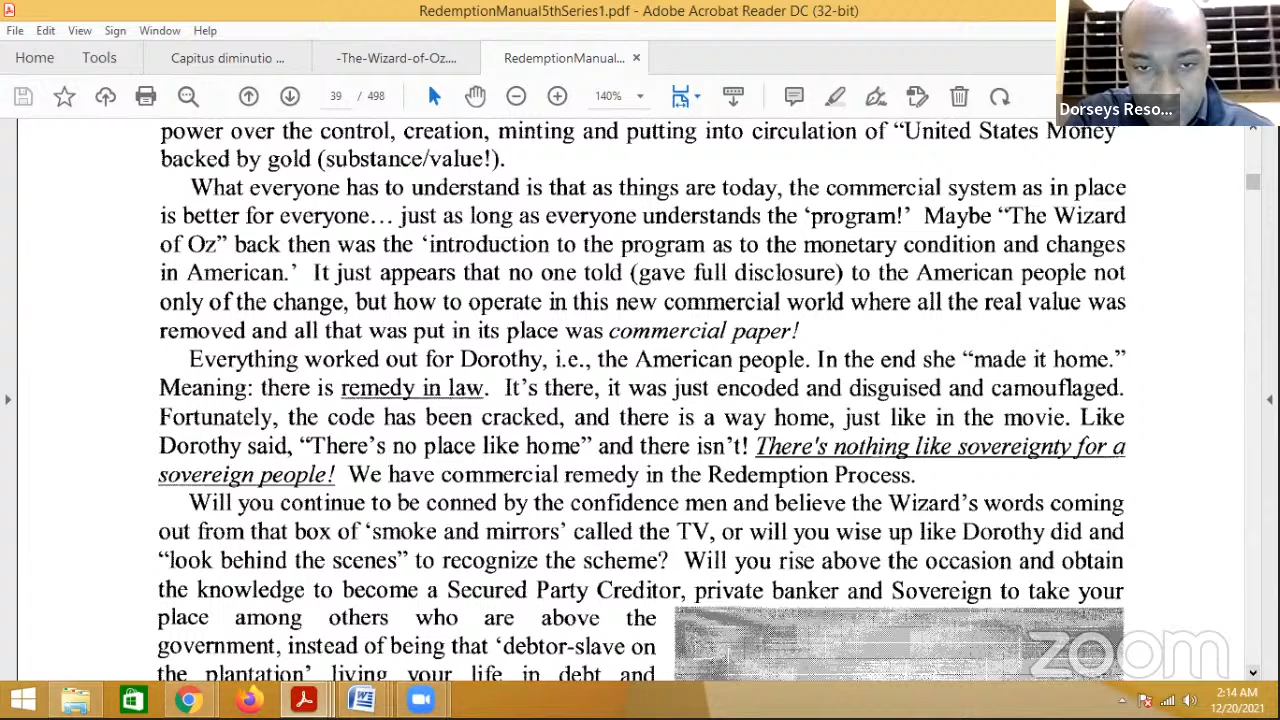 RedemptionManual5thSeries1.pdf - Adobe Acrobat Reader DC (32-bit)
File Edit View Sign Window Help
Home Tools Capitus diminutio ... -The-Wizard-of-Oz.... RedemptionManual... ×
39 / 498 140%
Dorseys Reso...
power over the control, creation, minting and putting into circulation of “United States Money”
backed by gold (substance/value!).
What everyone has to understand is that as things are today, the commercial system as in place
is better for everyone… just as long as everyone understands the ‘program!’ Maybe “The Wizard
of Oz” back then was the ‘introduction to the program as to the monetary condition and changes
in American.’ It just appears that no one told (gave full disclosure) to the American people not
only of the change, but how to operate in this new commercial world where all the real value was
removed and all that was put in its place was commercial paper!
Everything worked out for Dorothy, i.e., the American people. In the end she “made it home.”
Meaning: there is remedy in law. It’s there, it was just encoded and disguised and camouflaged.
Fortunately, the code has been cracked, and there is a way home, just like in the movie. Like
Dorothy said, “There’s no place like home” and there isn’t! There's nothing like sovereignty for a
sovereign people! We have commercial remedy in the Redemption Process.
Will you continue to be conned by the confidence men and believe the Wizard’s words coming
out from that box of ‘smoke and mirrors’ called the TV, or will you wise up like Dorothy did and
“look behind the scenes” to recognize the scheme? Will you rise above the occasion and obtain
the knowledge to become a Secured Party Creditor, private banker and Sovereign to take your
place among others who are above the
government, instead of being that ‘debtor-slave on
the plantation’ living your life in debt and
zoom
2:14 AM
12/20/2021